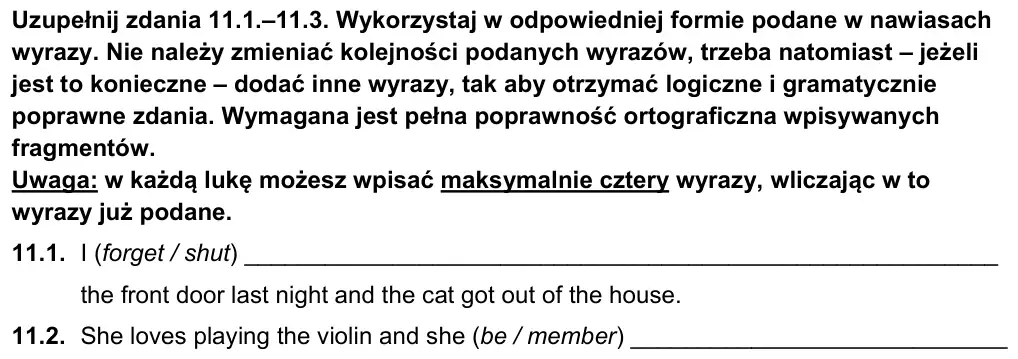 Uzupełnij zdania 11.1.–11.3. Wykorzystaj w odpowiedniej formie podane w nawiasach
wyrazy. Nie należy zmieniać kolejności podanych wyrazów, trzeba natomiast – jeżeli
jest to konieczne – dodać inne wyrazy, tak aby otrzymać logiczne i gramatycznie
poprawne zdania. Wymagana jest pełna poprawność ortograficzna wpisywanych
fragmentów.
Uwaga: w każdą lukę możesz wpisać maksymalnie cztery wyrazy, wliczając w to
wyrazy już podane.
11.1. I (forget / shut) ____________________
the front door last night and the cat got out of the house.
11.2. She loves playing the violin and she (be / member) ____________________